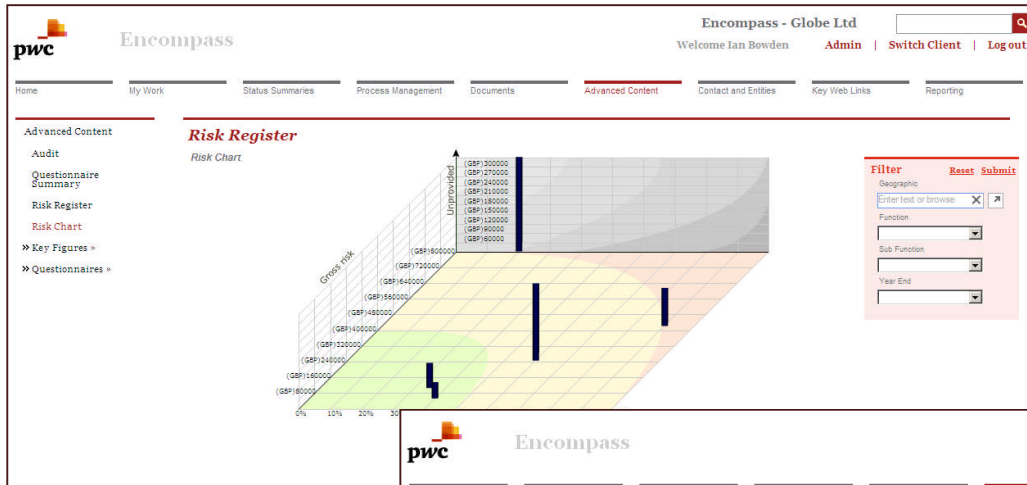 pwc
Encompass
Encompass - Globe Ltd
Welcome Ian Bowden Admin | Switch Client | Log out
Home My Work Status Summaries Process Management Documents Advanced Content Contact and Entities Key Web Links Reporting
Advanced Content
Audit
Questionnaire
Summary
Risk Register
Risk Chart
» Key Figures »
» Questionnaires »
Risk Register
Risk Chart
Unprovided
(GBP)300000
(GBP)270000
(GBP)240000
(GBP)210000
(GBP)180000
(GBP)150000
(GBP)120000
(GBP)90000
(GBP)60000
Gross risk
(GBP)800000
(GBP)720000
(GBP)640000
(GBP)560000
(GBP)480000
(GBP)400000
(GBP)320000
(GBP)240000
(GBP)160000
(GBP)80000
0% 10% 20%
Filter Reset Submit
Geographic
Enter text or browse
Function
Sub Function
Year End
pwc
Encompass